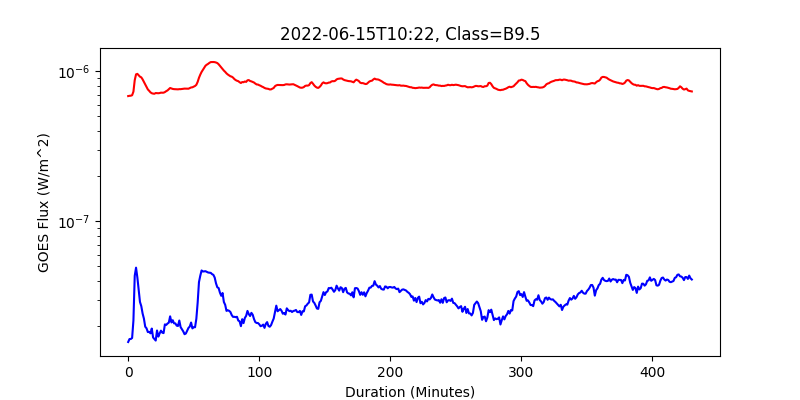 2022-06-15T10:22, Class=B9.5
GOES Flux (W/m^2)
10⁻⁶
10⁻⁷
0 100 200 300 400
Duration (Minutes)